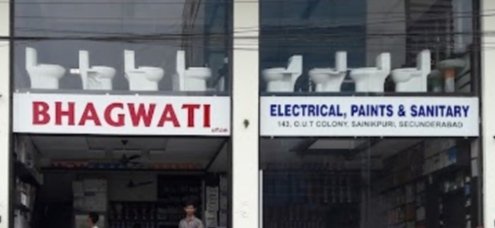 BHAGWATI
ELECTRICAL, PAINTS & SANITARY
143, O.U.T COLONY, SAINIKPURI, SECUNDERABAD